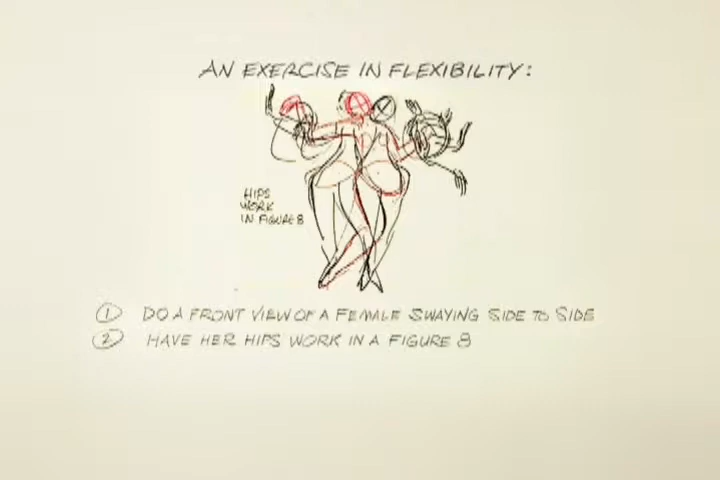 AN EXERCISE IN FLEXIBILITY:
HIPS
WORK
IN FIGURE 8
1 DO A FRONT VIEW OF A FEMALE SWAYING SIDE TO SIDE
2 HAVE HER HIPS WORK IN A FIGURE 8